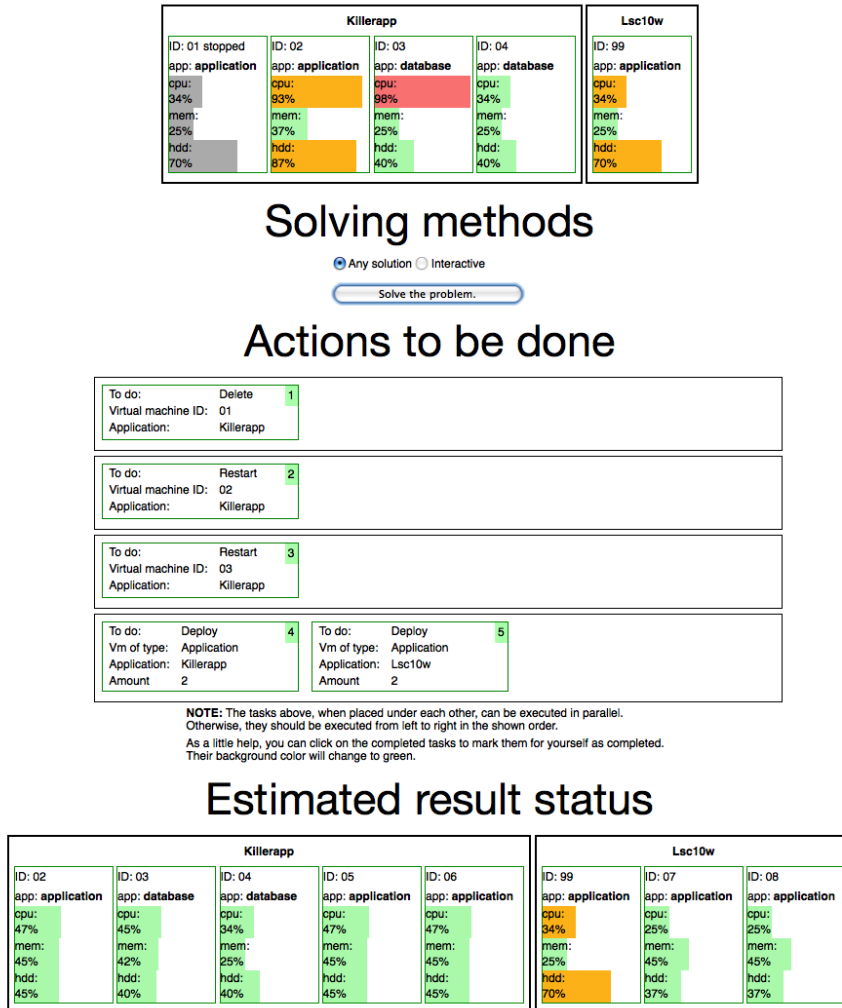 Killerapp
Lsc10w
ID: 01 stopped
app: application
cpu:
34%
mem:
25%
hdd:
70%
ID: 02
app: application
cpu:
93%
mem:
37%
hdd:
87%
ID: 03
app: database
cpu:
98%
mem:
25%
hdd:
40%
ID: 04
app: database
cpu:
34%
mem:
25%
hdd:
40%
ID: 99
app: application
cpu:
34%
mem:
25%
hdd:
70%
Solving methods
Any solution Interactive
Solve the problem.
Actions to be done
To do: Delete 1
Virtual machine ID: 01
Application: Killerapp
To do: Restart 2
Virtual machine ID: 02
Application: Killerapp
To do: Restart 3
Virtual machine ID: 03
Application: Killerapp
To do: Deploy 4
Vm of type: Application
Application: Killerapp
Amount 2
To do: Deploy 5
Vm of type: Application
Application: Lsc10w
Amount 2
NOTE: The tasks above, when placed under each other, can be executed in parallel.
Otherwise, they should be executed from left to right in the shown order.
As a little help, you can click on the completed tasks to mark them for yourself as completed.
Their background color will change to green.
Estimated result status
Killerapp
Lsc10w
ID: 02
app: application
cpu:
47%
mem:
45%
hdd:
45%
ID: 03
app: database
cpu:
45%
mem:
42%
hdd:
40%
ID: 04
app: database
cpu:
34%
mem:
25%
hdd:
40%
ID: 05
app: application
cpu:
47%
mem:
45%
hdd:
45%
ID: 06
app: application
cpu:
47%
mem:
45%
hdd:
45%
ID: 99
app: application
cpu:
34%
mem:
25%
hdd:
70%
ID: 07
app: application
cpu:
25%
mem:
45%
hdd:
37%
ID: 08
app: application
cpu:
25%
mem:
45%
hdd:
37%